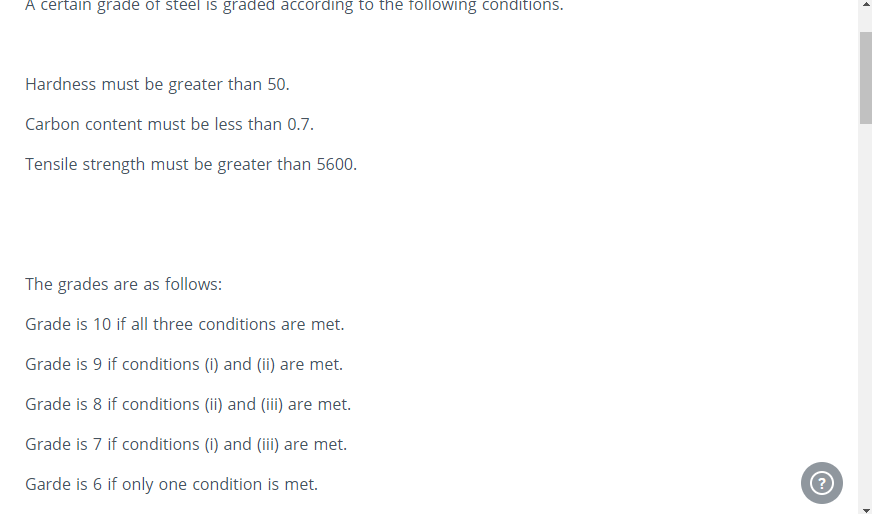 A certain grade of steel is graded according to the following conditions.
Hardness must be greater than 50.
Carbon content must be less than 0.7.
Tensile strength must be greater than 5600.
The grades are as follows:
Grade is 10 if all three conditions are met.
Grade is 9 if conditions (i) and (ii) are met.
Grade is 8 if conditions (ii) and (iii) are met.
Grade is 7 if conditions (i) and (iii) are met.
Garde is 6 if only one condition is met.
?